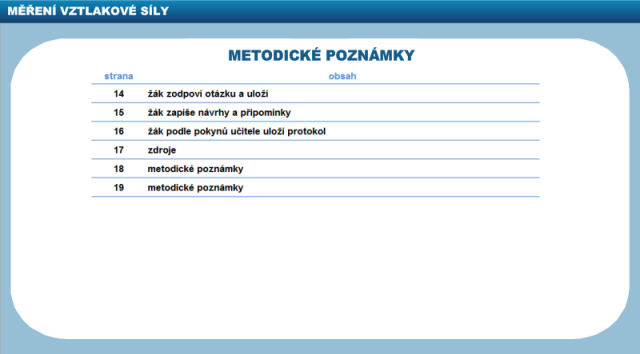 MĚŘENÍ VZTLAKOVÉ SÍLY
METODICKÉ POZNÁMKY
strana obsah
14 žák zodpoví otázku a uloží
15 žák zapíše návrhy a připomínky
16 žák podle pokynů učitele uloží protokol
17 zdroje
18 metodické poznámky
19 metodické poznámky